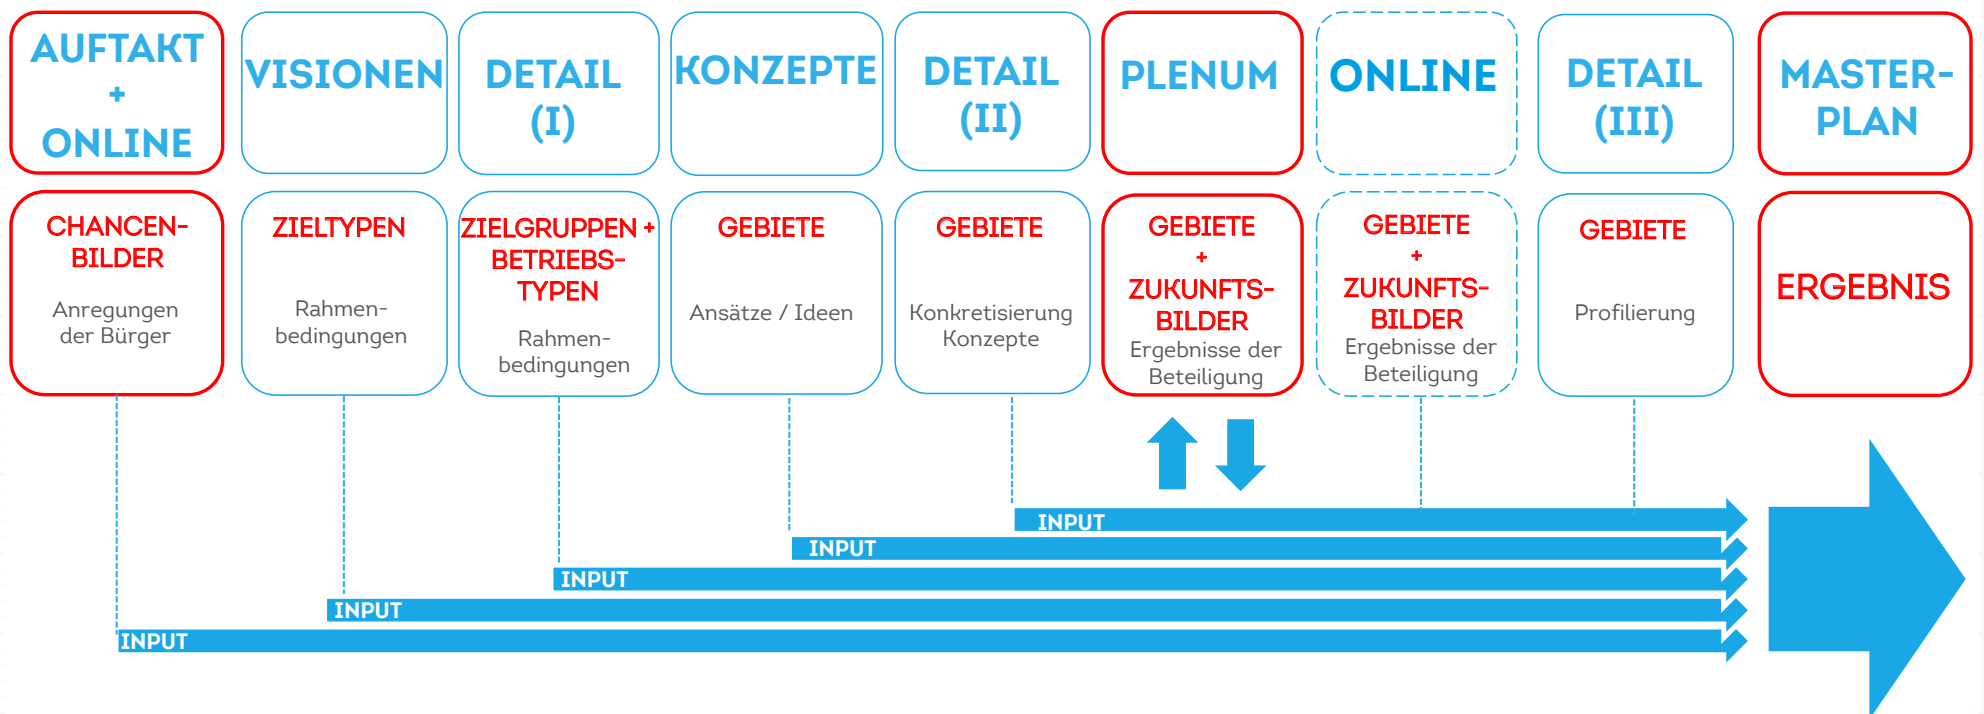 AUFTAKT
+
ONLINE
VISIONEN
DETAIL
(I)
KONZEPTE
DETAIL
(II)
PLENUM
ONLINE
DETAIL
(III)
MASTER-
PLAN
CHANCEN-
BILDER
Anregungen
der Bürger
ZIELTYPEN
Rahmen-
bedingungen
ZIELGRUPPEN +
BETRIEBS-
TYPEN
Rahmen-
bedingungen
GEBIETE
Ansätze / Ideen
GEBIETE
Konkretisierung
Konzepte
GEBIETE
+
ZUKUNFTS-
BILDER
Ergebnisse der
Beteiligung
GEBIETE
+
ZUKUNFTS-
BILDER
Ergebnisse der
Beteiligung
GEBIETE
Profilierung
ERGEBNIS
INPUT
INPUT
INPUT
INPUT
INPUT